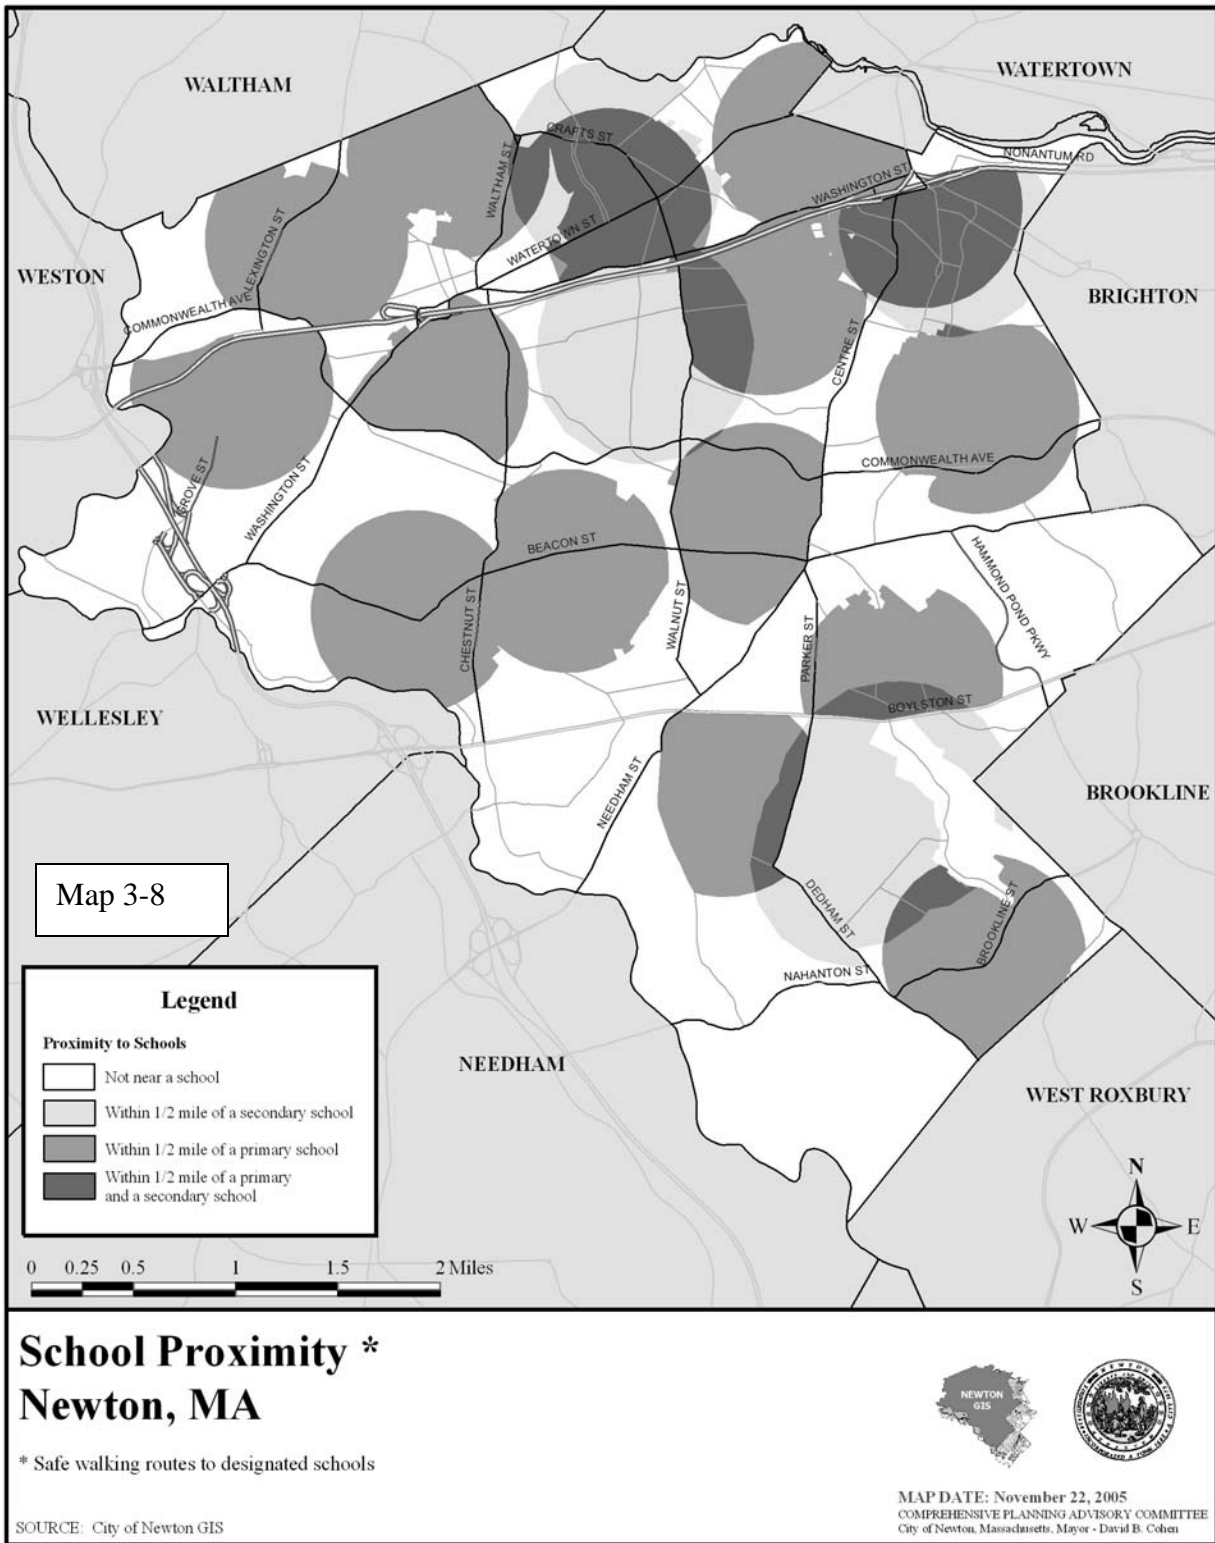 WALTHAM
WATERTOWN
CRAFTS ST
NONANTUM RD
WALTHAM ST
WASHINGTON ST
LEXINGTON ST
WATERTOWN ST
WESTON
BRIGHTON
COMMONWEALTH AVE
CENTRE ST
COMMONWEALTH AVE
GROVE ST
WASHINGTON ST
BEACON ST
HAMMOND POND PKWY
CHESTNUT ST
WALNUT ST
PARKER ST
WELLESLEY
BOYLSTON ST
NEEDHAM ST
BROOKLINE
Map 3-8
DEDHAM ST
BROOKLINE ST
NAHANTON ST
NEEDHAM
WEST ROXBURY
Legend
Proximity to Schools
Not near a school
Within 1/2 mile of a secondary school
Within 1/2 mile of a primary school
Within 1/2 mile of a primary
and a secondary school
N
W E
S
0 0.25 0.5 1 1.5 2 Miles
School Proximity *
Newton, MA
* Safe walking routes to designated schools
SOURCE: City of Newton GIS
NEWTON
GIS
MAP DATE: November 22, 2005
COMPREHENSIVE PLANNING ADVISORY COMMITTEE
City of Newton, Massachusetts, Mayor - David B. Cohen